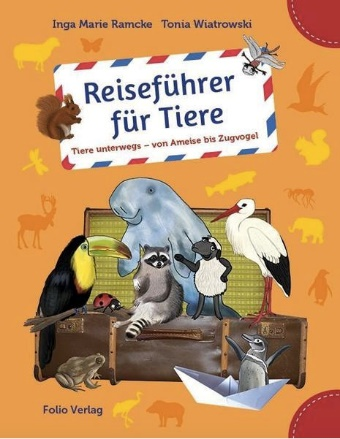 Inga Marie Ramcke Tonia Wiatrowski
Reiseführer
für Tiere
Tiere unterwegs – von Ameise bis Zugvogel
Folio Verlag